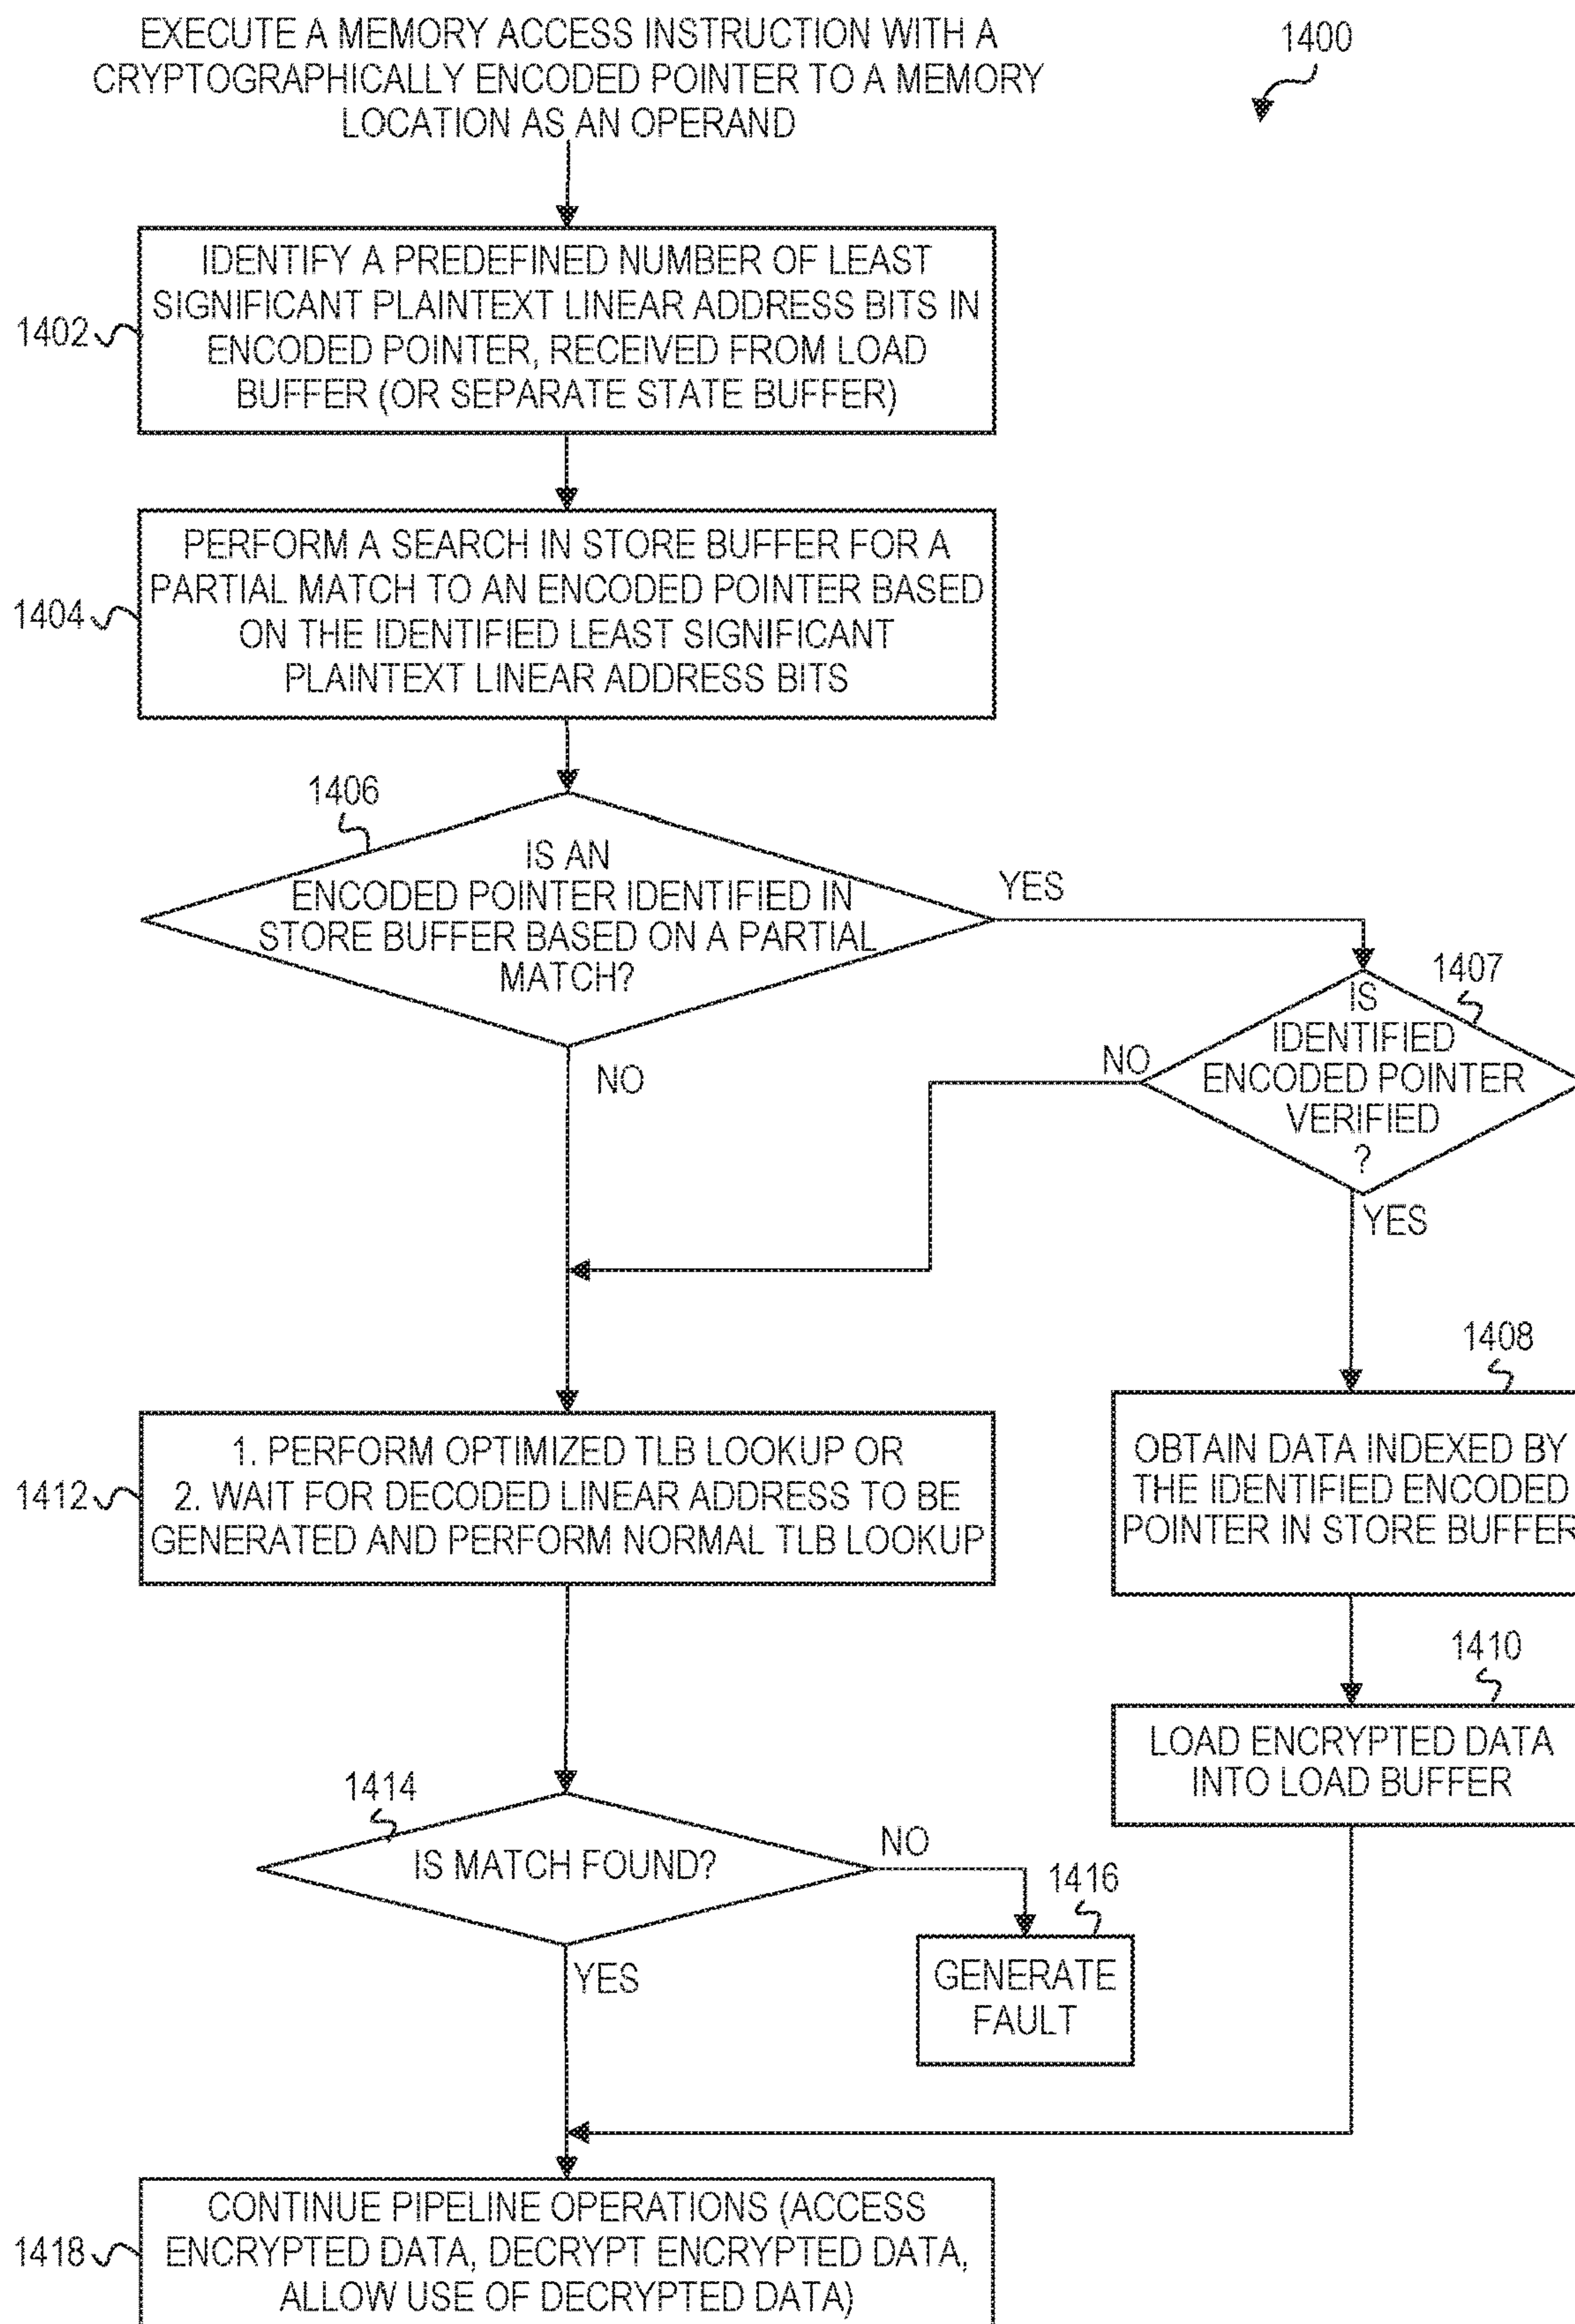 EXECUTE A MEMORY ACCESS INSTRUCTION WITH A
CRYPTOGRAPHICALLY ENCODED POINTER TO A MEMORY
LOCATION AS AN OPERAND
1400
1402
IDENTIFY A PREDEFINED NUMBER OF LEAST
SIGNIFICANT PLAINTEXT LINEAR ADDRESS BITS IN
ENCODED POINTER, RECEIVED FROM LOAD
BUFFER (OR SEPARATE STATE BUFFER)
1404
PERFORM A SEARCH IN STORE BUFFER FOR A
PARTIAL MATCH TO AN ENCODED POINTER BASED
ON THE IDENTIFIED LEAST SIGNIFICANT
PLAINTEXT LINEAR ADDRESS BITS
1406
IS AN
ENCODED POINTER IDENTIFIED IN
STORE BUFFER BASED ON A PARTIAL
MATCH?
YES
NO
1407
IS
IDENTIFIED
ENCODED POINTER
VERIFIED
?
NO
YES
1408
OBTAIN DATA INDEXED BY
THE IDENTIFIED ENCODED
POINTER IN STORE BUFFER
1410
LOAD ENCRYPTED DATA
INTO LOAD BUFFER
1412
1. PERFORM OPTIMIZED TLB LOOKUP OR
2. WAIT FOR DECODED LINEAR ADDRESS TO BE
GENERATED AND PERFORM NORMAL TLB LOOKUP
1414
IS MATCH FOUND?
NO
YES
1416
GENERATE
FAULT
1418
CONTINUE PIPELINE OPERATIONS (ACCESS
ENCRYPTED DATA, DECRYPT ENCRYPTED DATA,
ALLOW USE OF DECRYPTED DATA)